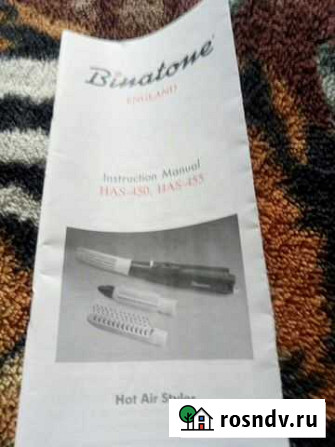 Binatone
ENGLAND
Instruction Manual
HAS-450, HAS-455
Hot Air Styler
rosndv.ru